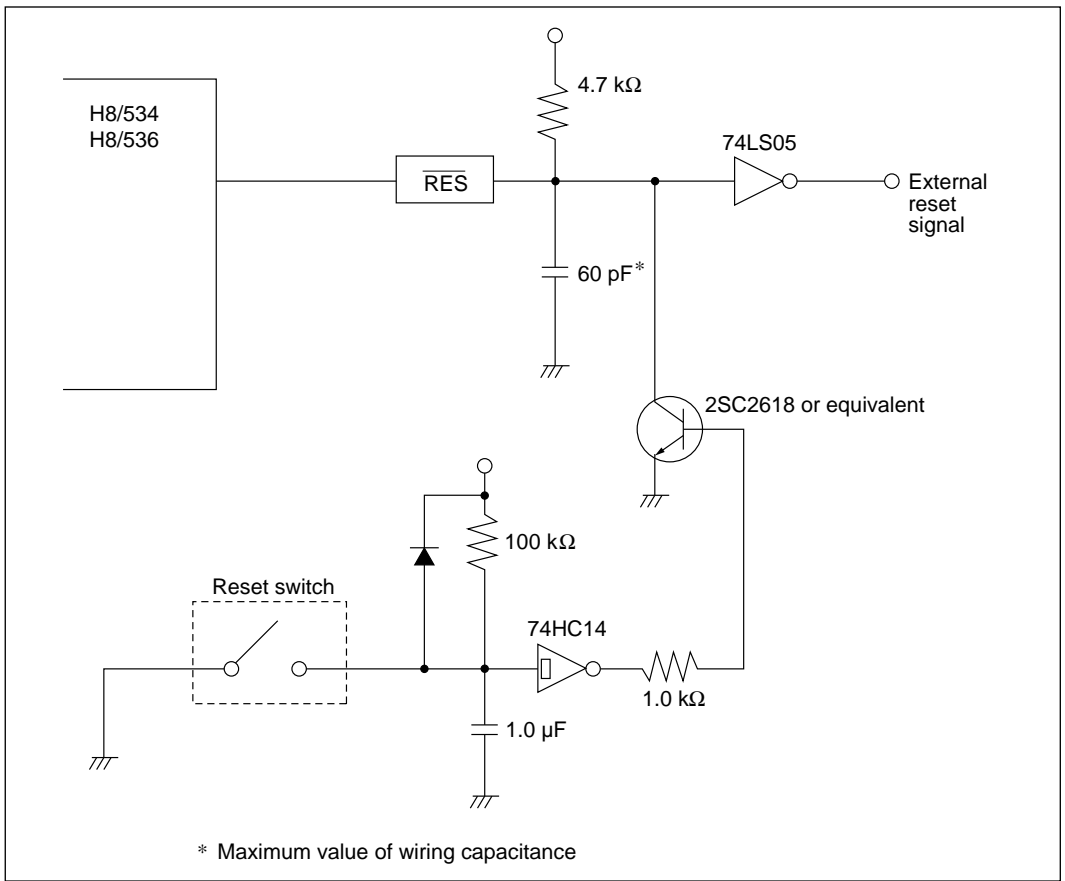 H8/534
H8/536
4.7 kΩ
74LS05
RES
External
reset
signal
60 pF*
2SC2618 or equivalent
100 kΩ
Reset switch
74HC14
1.0 kΩ
1.0 µF
* Maximum value of wiring capacitance